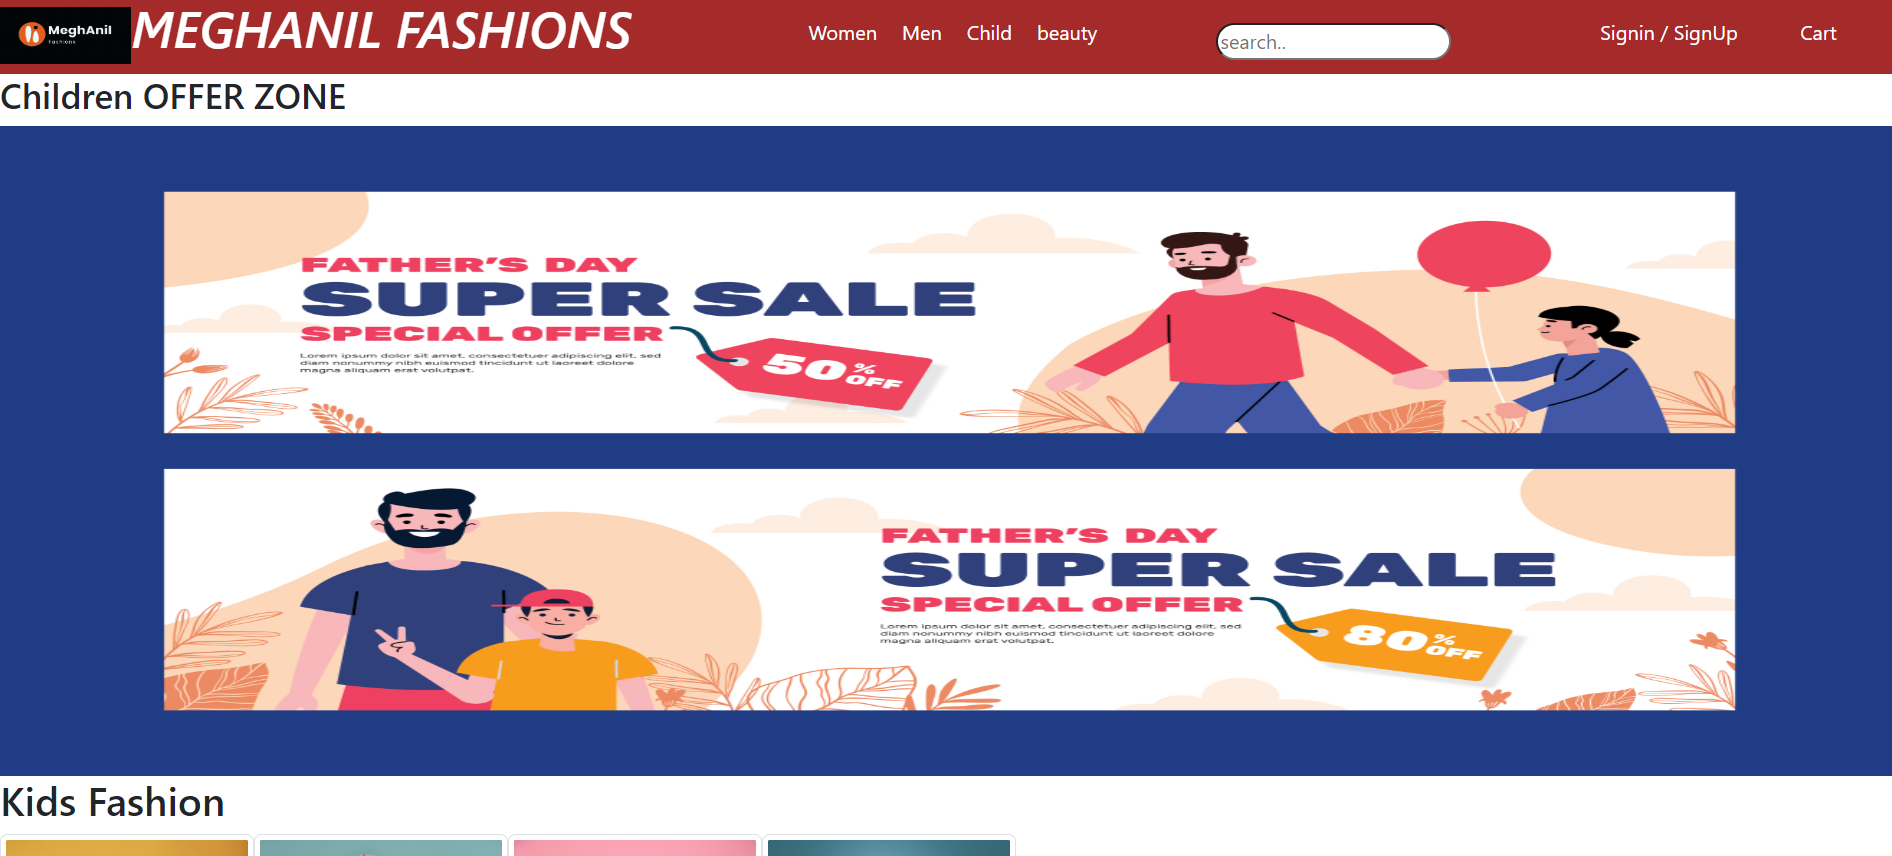 MeghAnil
Fashions
MEGHANIL FASHIONS
Women Men Child beauty
search..
Signin / SignUp Cart
Children OFFER ZONE
FATHER'S DAY
SUPER SALE
SPECIAL OFFER
Lorem ipsum dolor sit amet, consectetuer adipiscing elit, sed
diam nonummy nibh euismod tincidunt ut laoreet dolore
magna aliquam erat volutpat.
50% OFF
FATHER'S DAY
SUPER SALE
SPECIAL OFFER
Lorem ipsum dolor sit amet, consectetuer adipiscing elit, sed
diam nonummy nibh euismod tincidunt ut laoreet dolore
magna aliquam erat volutpat.
80% OFF
Kids Fashion